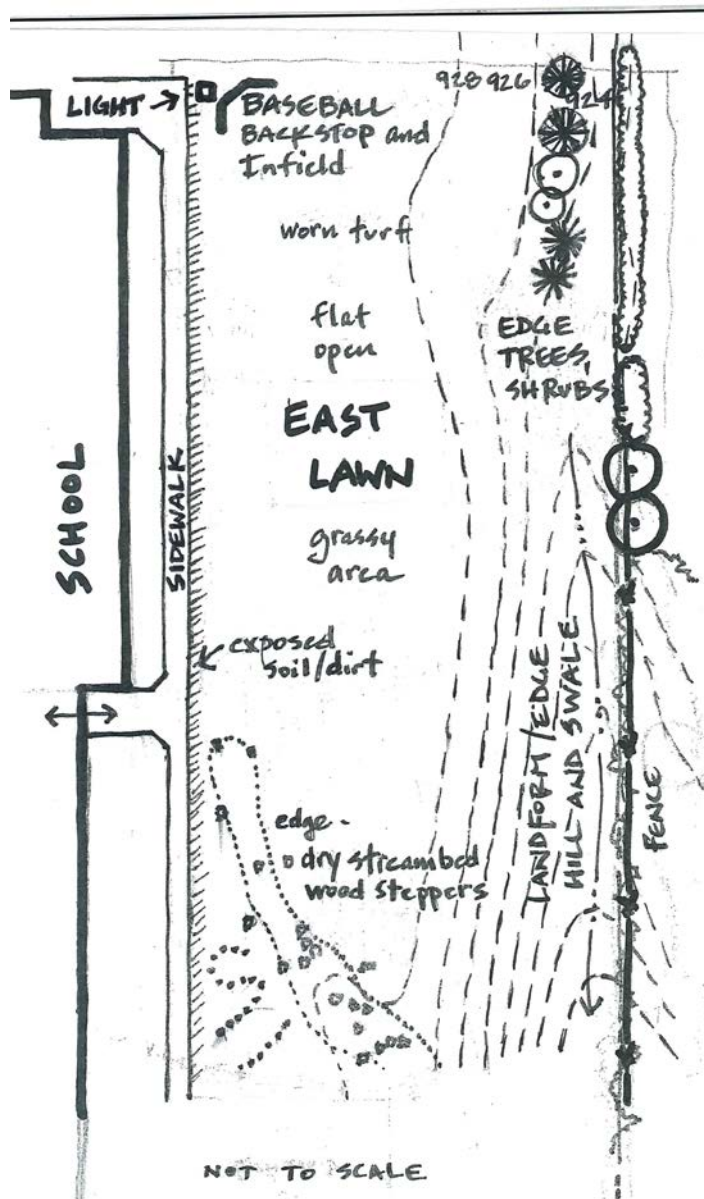 928 926
924
LIGHT →
BASEBALL
BACKSTOP and
Infield
worn turf
flat
open
EDGE
TREES,
SHRUBS
EAST
LAWN
SCHOOL
SIDEWALK
grassy
area
exposed
soil/dirt
LANDFORM/EDGE
HILL AND SWALE
FENCE
edge -
dry streambed
wood steppers
NOT TO SCALE